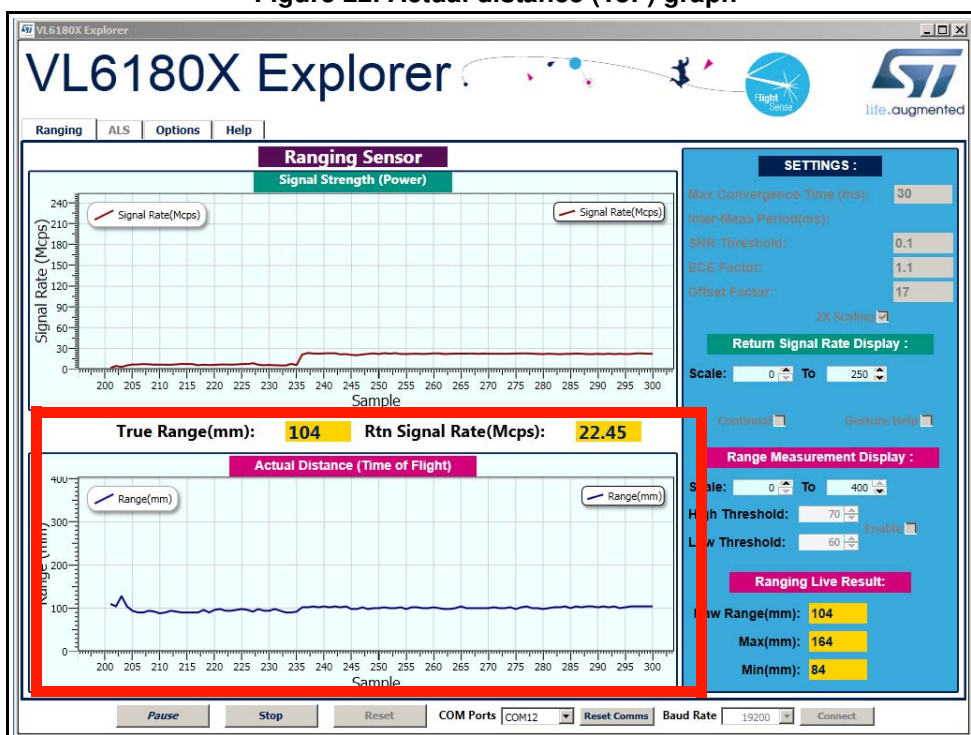 Figure 22. Actual distance (ToF) graph
VL6180X Explorer
VL6180X Explorer
Flight
Sense
life.augmented
Ranging ALS Options Help
Ranging Sensor
Signal Strength (Power)
Signal Rate (Mcps)
240
210
180
150
120
90
60
30
0
Signal Rate(Mcps)
Signal Rate(Mcps)
200 205 210 215 220 225 230 235 240 245 250 255 260 265 270 275 280 285 290 295 300
Sample
True Range(mm): 104 Rtn Signal Rate(Mcps): 22.45
Actual Distance (Time of Flight)
Range (mm)
400
300
200
100
0
Range(mm)
Range(mm)
200 205 210 215 220 225 230 235 240 245 250 255 260 265 270 275 280 285 290 295 300
Sample
SETTINGS :
Max Convergence Time (ms): 30
Inter-Meas Period(ms):
SNR Threshold: 0.1
ECE Factor: 1.1
Offset Factor: 17
2X Scaling
Return Signal Rate Display :
Scale: 0 To 250
Continual Gesture Help
Range Measurement Display :
Scale: 0 To 400
High Threshold: 70
Enable
Low Threshold: 60
Ranging Live Result:
Raw Range(mm): 104
Max(mm): 164
Min(mm): 84
Pause Stop Reset COM Ports COM12 Reset Comms Baud Rate 19200 Connect